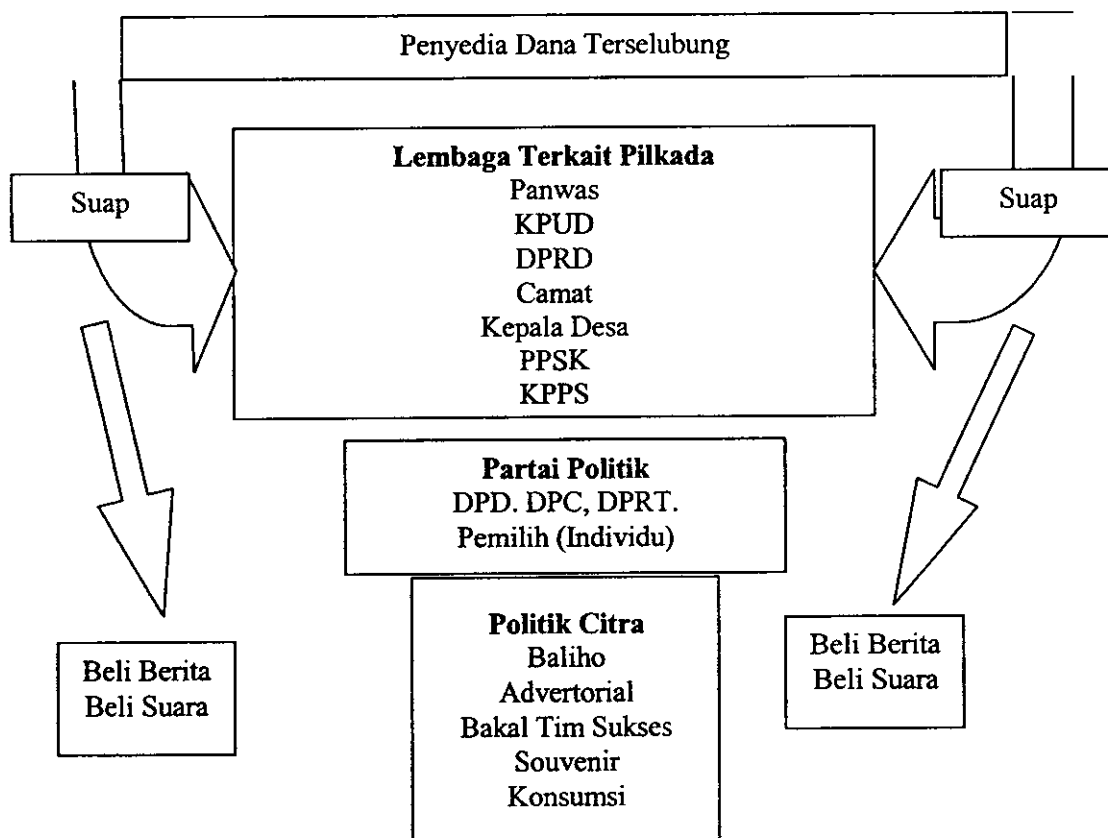 Penyedia Dana Terselubung
Lembaga Terkait Pilkada
Panwas
KPUD
DPRD
Camat
Kepala Desa
PPSK
KPPS
Suap
Suap
Partai Politik
DPD. DPC, DPRT.
Pemilih (Individu)
Politik Citra
Baliho
Advertorial
Bakal Tim Sukses
Souvenir
Konsumsi
Beli Berita
Beli Suara
Beli Berita
Beli Suara